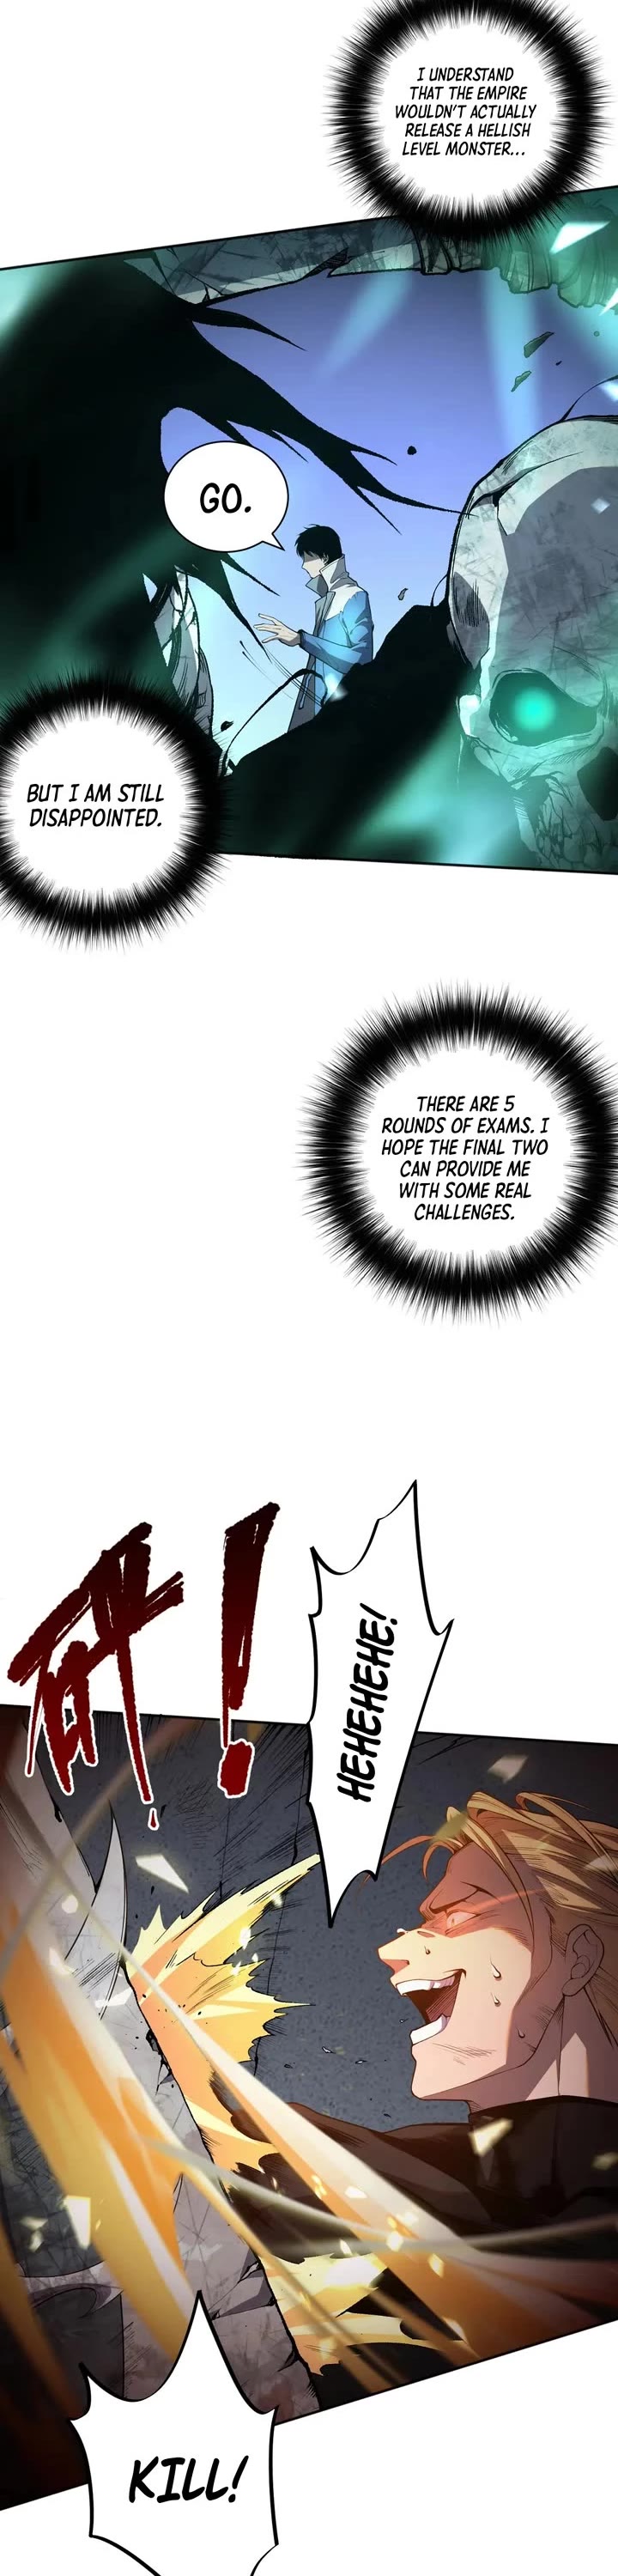 I UNDERSTAND
THAT THE EMPIRE
WOULDN'T ACTUALLY
RELEASE A HELLISH
LEVEL MONSTER...
GO.
BUT I AM STILL
DISAPPOINTED.
THERE ARE 5
ROUNDS OF EXAMS. I
HOPE THE FINAL TWO
CAN PROVIDE ME
WITH SOME REAL
CHALLENGES.
砰!
HEHEHEHE!
KILL!